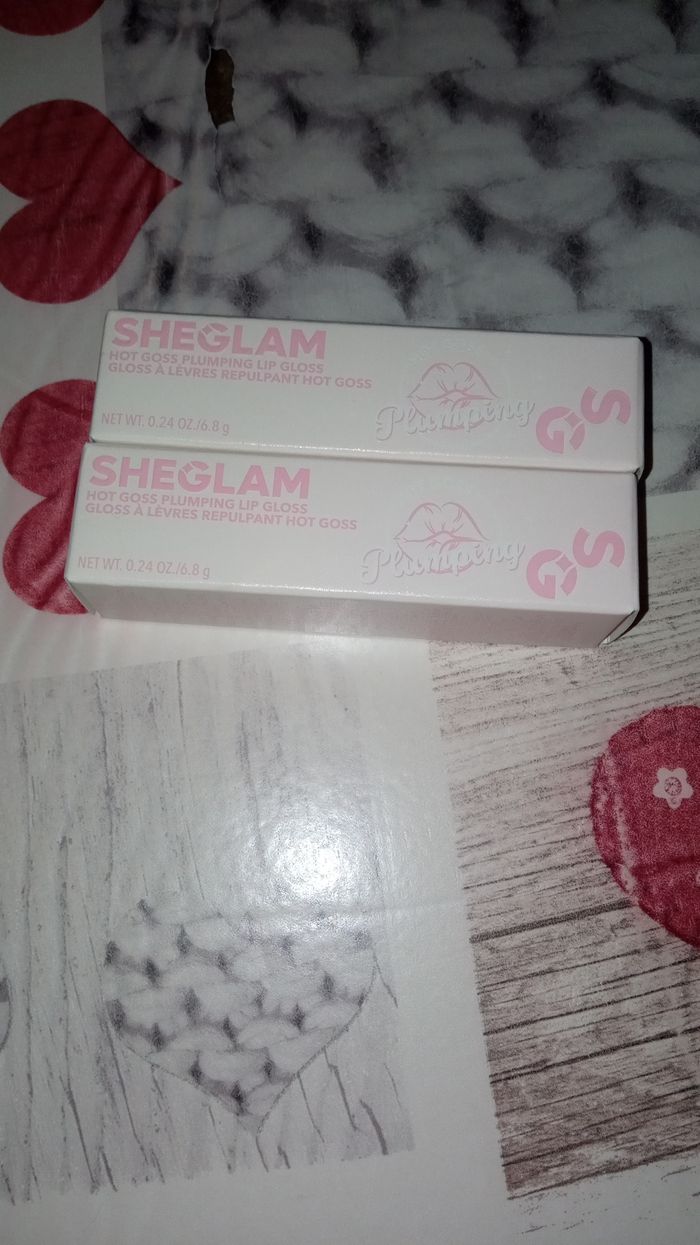 SHEGLAM
HOT GOSS PLUMPING LIP GLOSS
GLOSS À LÈVRES REPULPANT HOT GOSS
NET WT. 0.24 OZ./6.8 g
Plumping
SG
SHEGLAM
HOT GOSS PLUMPING LIP GLOSS
GLOSS À LÈVRES REPULPANT HOT GOSS
NET WT. 0.24 OZ./6.8 g
Plumping
SG